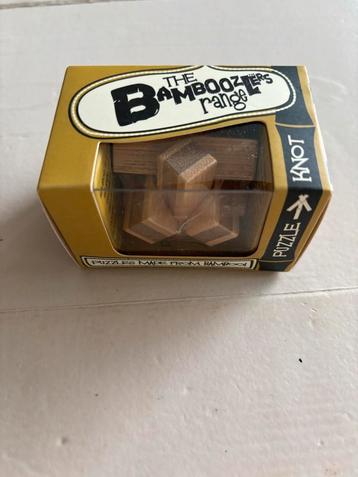 THE
BAMBOOZLERS
range
PUZZLE KNOT
PUZZLES MADE FROM BAMBOO!